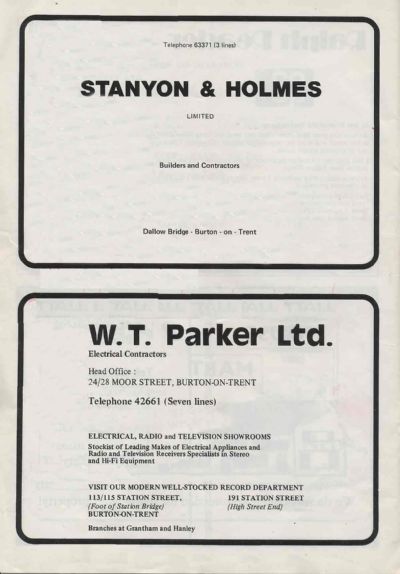 Telephone 63371 (3 lines)
STANYON & HOLMES
LIMITED
Builders and Contractors
Dallow Bridge - Burton - on - Trent
W. T. Parker Ltd.
Electrical Contractors
Head Office :
24/28 MOOR STREET, BURTON-ON-TRENT
Telephone 42661 (Seven lines)
ELECTRICAL, RADIO and TELEVISION SHOWROOMS
Stockist of Leading Makes of Electrical Appliances and
Radio and Television Receivers Specialists in Stereo
and Hi-Fi Equipment
VISIT OUR MODERN WELL-STOCKED RECORD DEPARTMENT
113/115 STATION STREET, 191 STATION STREET
(Foot of Station Bridge) (High Street End)
BURTON-ON-TRENT
Branches at Grantham and Hanley